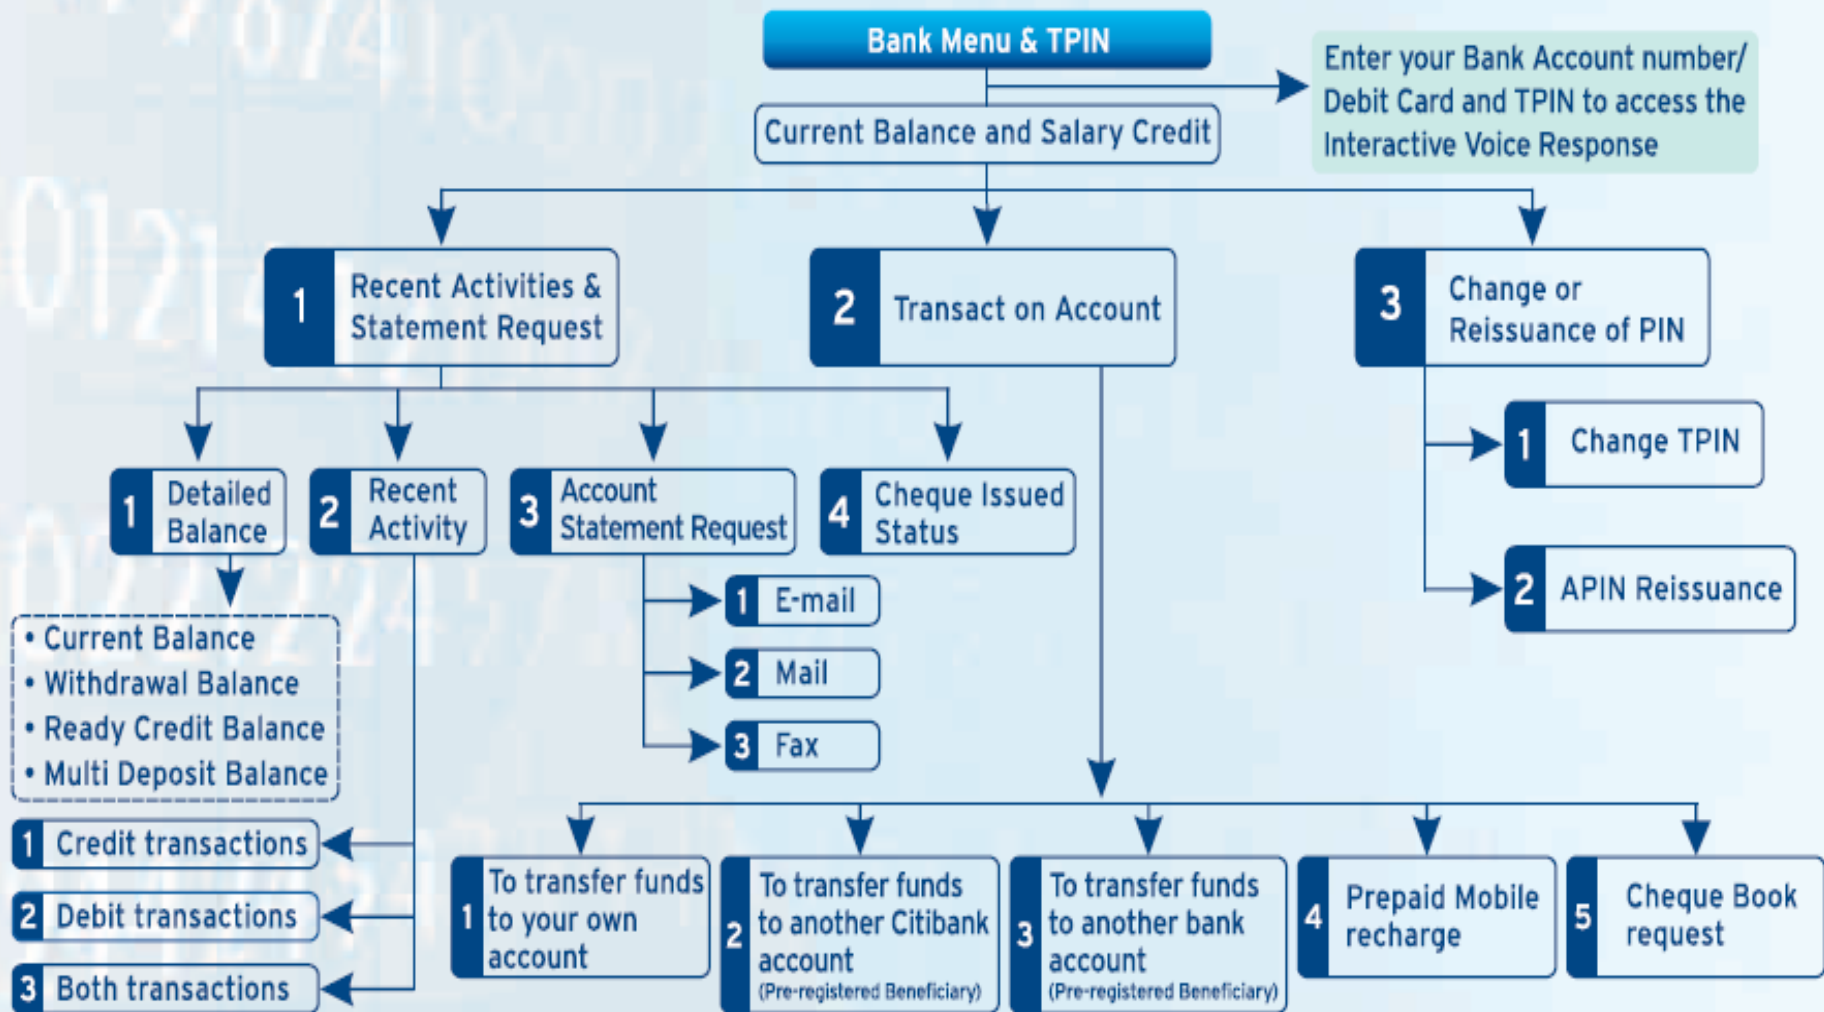 Bank Menu & TPIN
Enter your Bank Account number/
Debit Card and TPIN to access the
Interactive Voice Response
Current Balance and Salary Credit
1
Recent Activities &
Statement Request
2
Transact on Account
3
Change or
Reissuance of PIN
1
Change TPIN
2
APIN Reissuance
1
Detailed
Balance
2
Recent
Activity
3
Account
Statement Request
4
Cheque Issued
Status
1
E-mail
2
Mail
3
Fax
• Current Balance
• Withdrawal Balance
• Ready Credit Balance
• Multi Deposit Balance
1
Credit transactions
2
Debit transactions
3
Both transactions
1
To transfer funds
to your own
account
2
To transfer funds
to another Citibank
account
(Pre-registered Beneficiary)
3
To transfer funds
to another bank
account
(Pre-registered Beneficiary)
4
Prepaid Mobile
recharge
5
Cheque Book
request